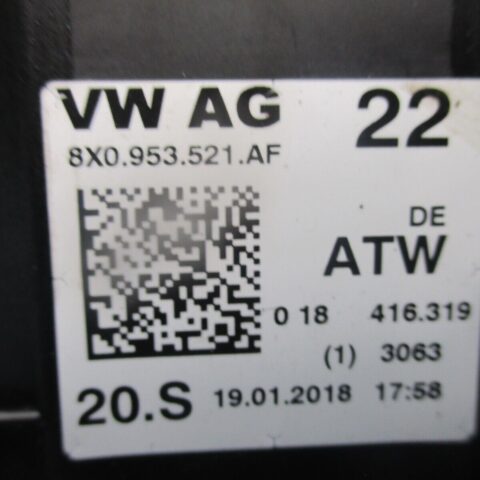 VW AG 22
8X0.953.521.AF
DE
ATW
0 18 416.319
(1) 3063
20.S 19.01.2018 17:58